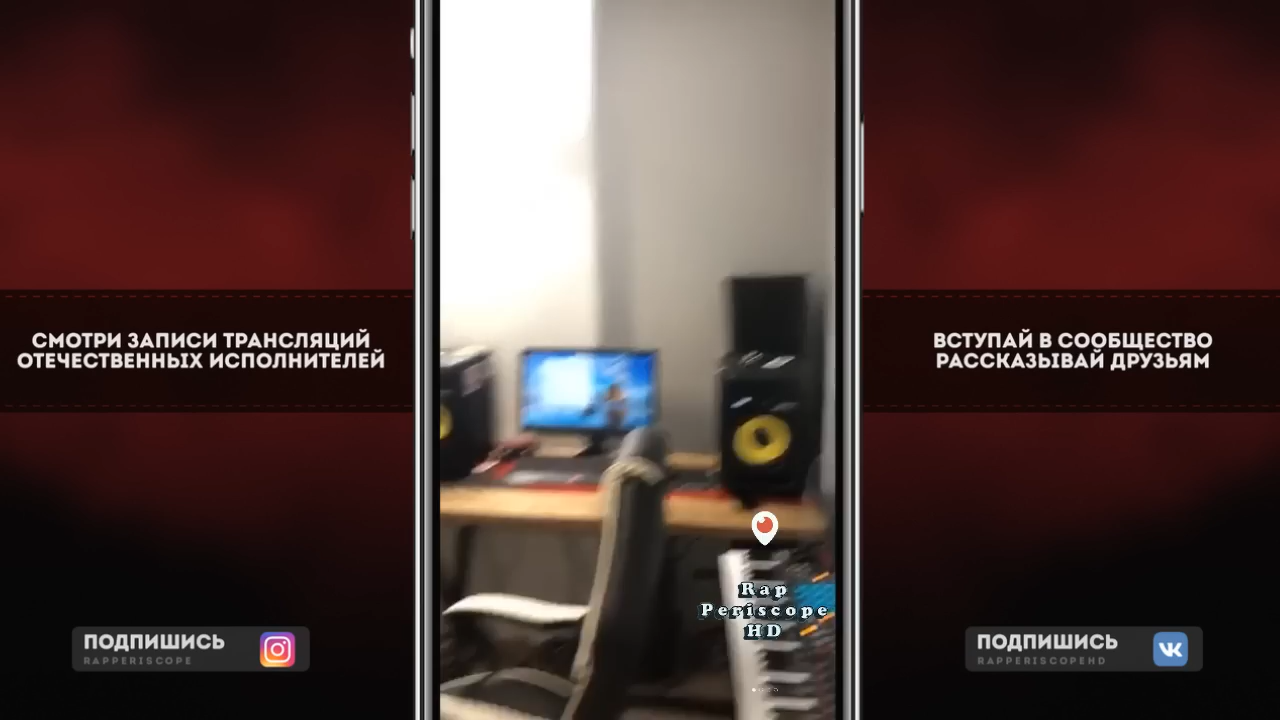 СМОТРИ ЗАПИСИ ТРАНСЛЯЦИЙ
ОТЕЧЕСТВЕННЫХ ИСПОЛНИТЕЛЕЙ
ВСТУПАЙ В СООБЩЕСТВО
РАССКАЗЫВАЙ ДРУЗЬЯМ
Rap
Periscope
HD
ПОДПИШИСЬ
RAPPERISCOPE
ПОДПИШИСЬ
RAPPERISCOPEHD